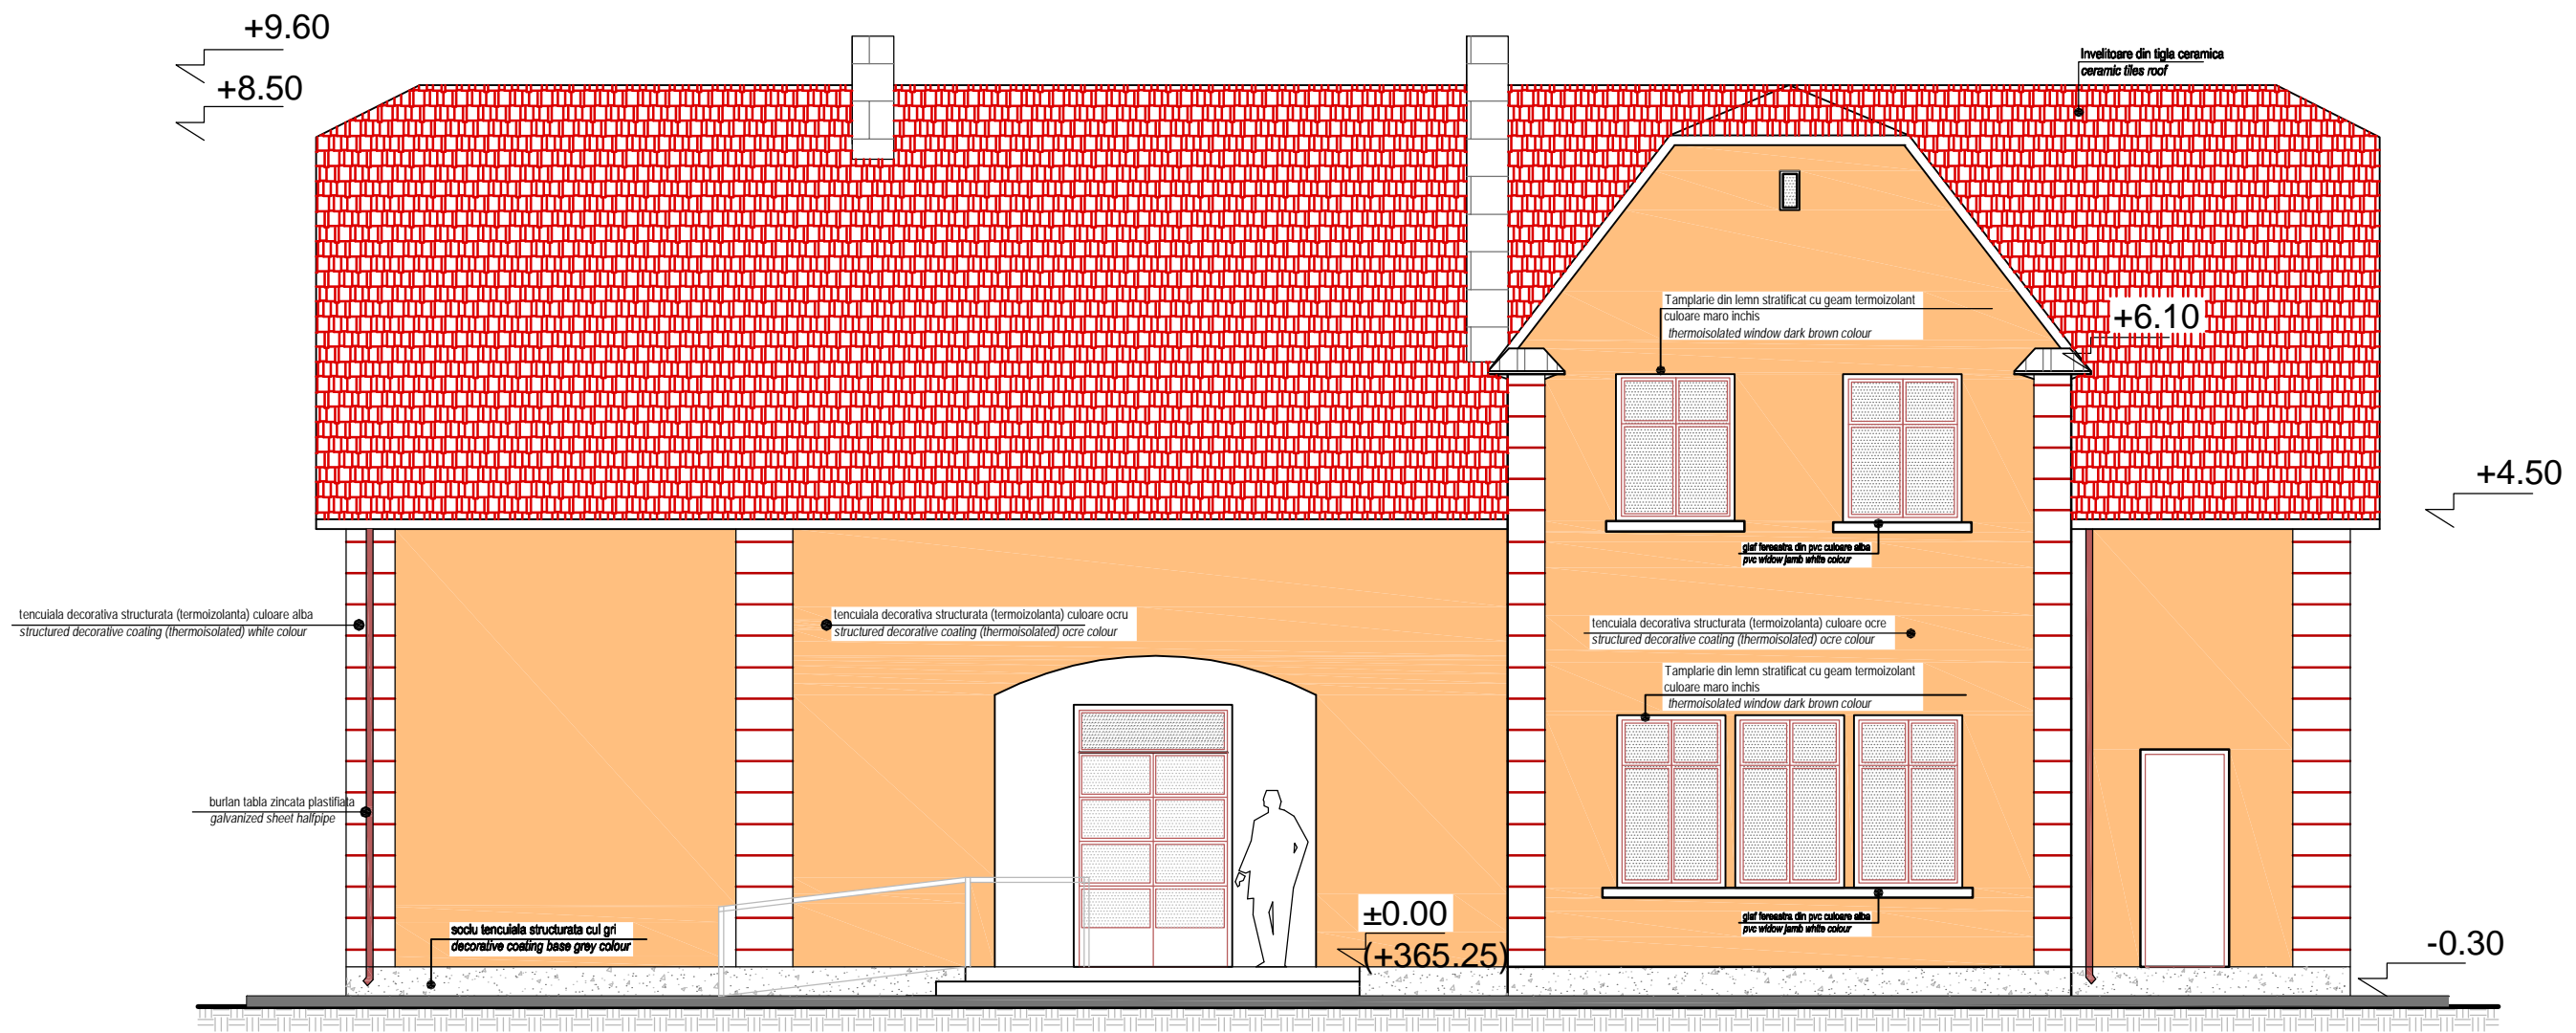 +9.60
+8.50
Invelitoare din tigla ceramica
ceramic tiles roof
Tamplarie din lemn stratificat cu geam termoizolant
culoare maro inchis
thermoisolated window dark brown colour
+6.10
+4.50
glaf fereastra din pvc culoare alba
pvc widow jamb white colour
tencuiala decorativa structurata (termoizolanta) culoare alba
structured decorative coating (thermoisolated) white colour
tencuiala decorativa structurata (termoizolanta) culoare ocru
structured decorative coating (thermoisolated) ocre colour
tencuiala decorativa structurata (termoizolanta) culoare ocre
structured decorative coating (thermoisolated) ocre colour
Tamplarie din lemn stratificat cu geam termoizolant
culoare maro inchis
thermoisolated window dark brown colour
burlan tabla zincata plastifiata
galvanized sheet halfpipe
soclu tencuiala structurata cul gri
decorative coating base grey colour
±0.00
(+365.25)
glaf fereastra din pvc culoare alba
pvc widow jamb white colour
-0.30